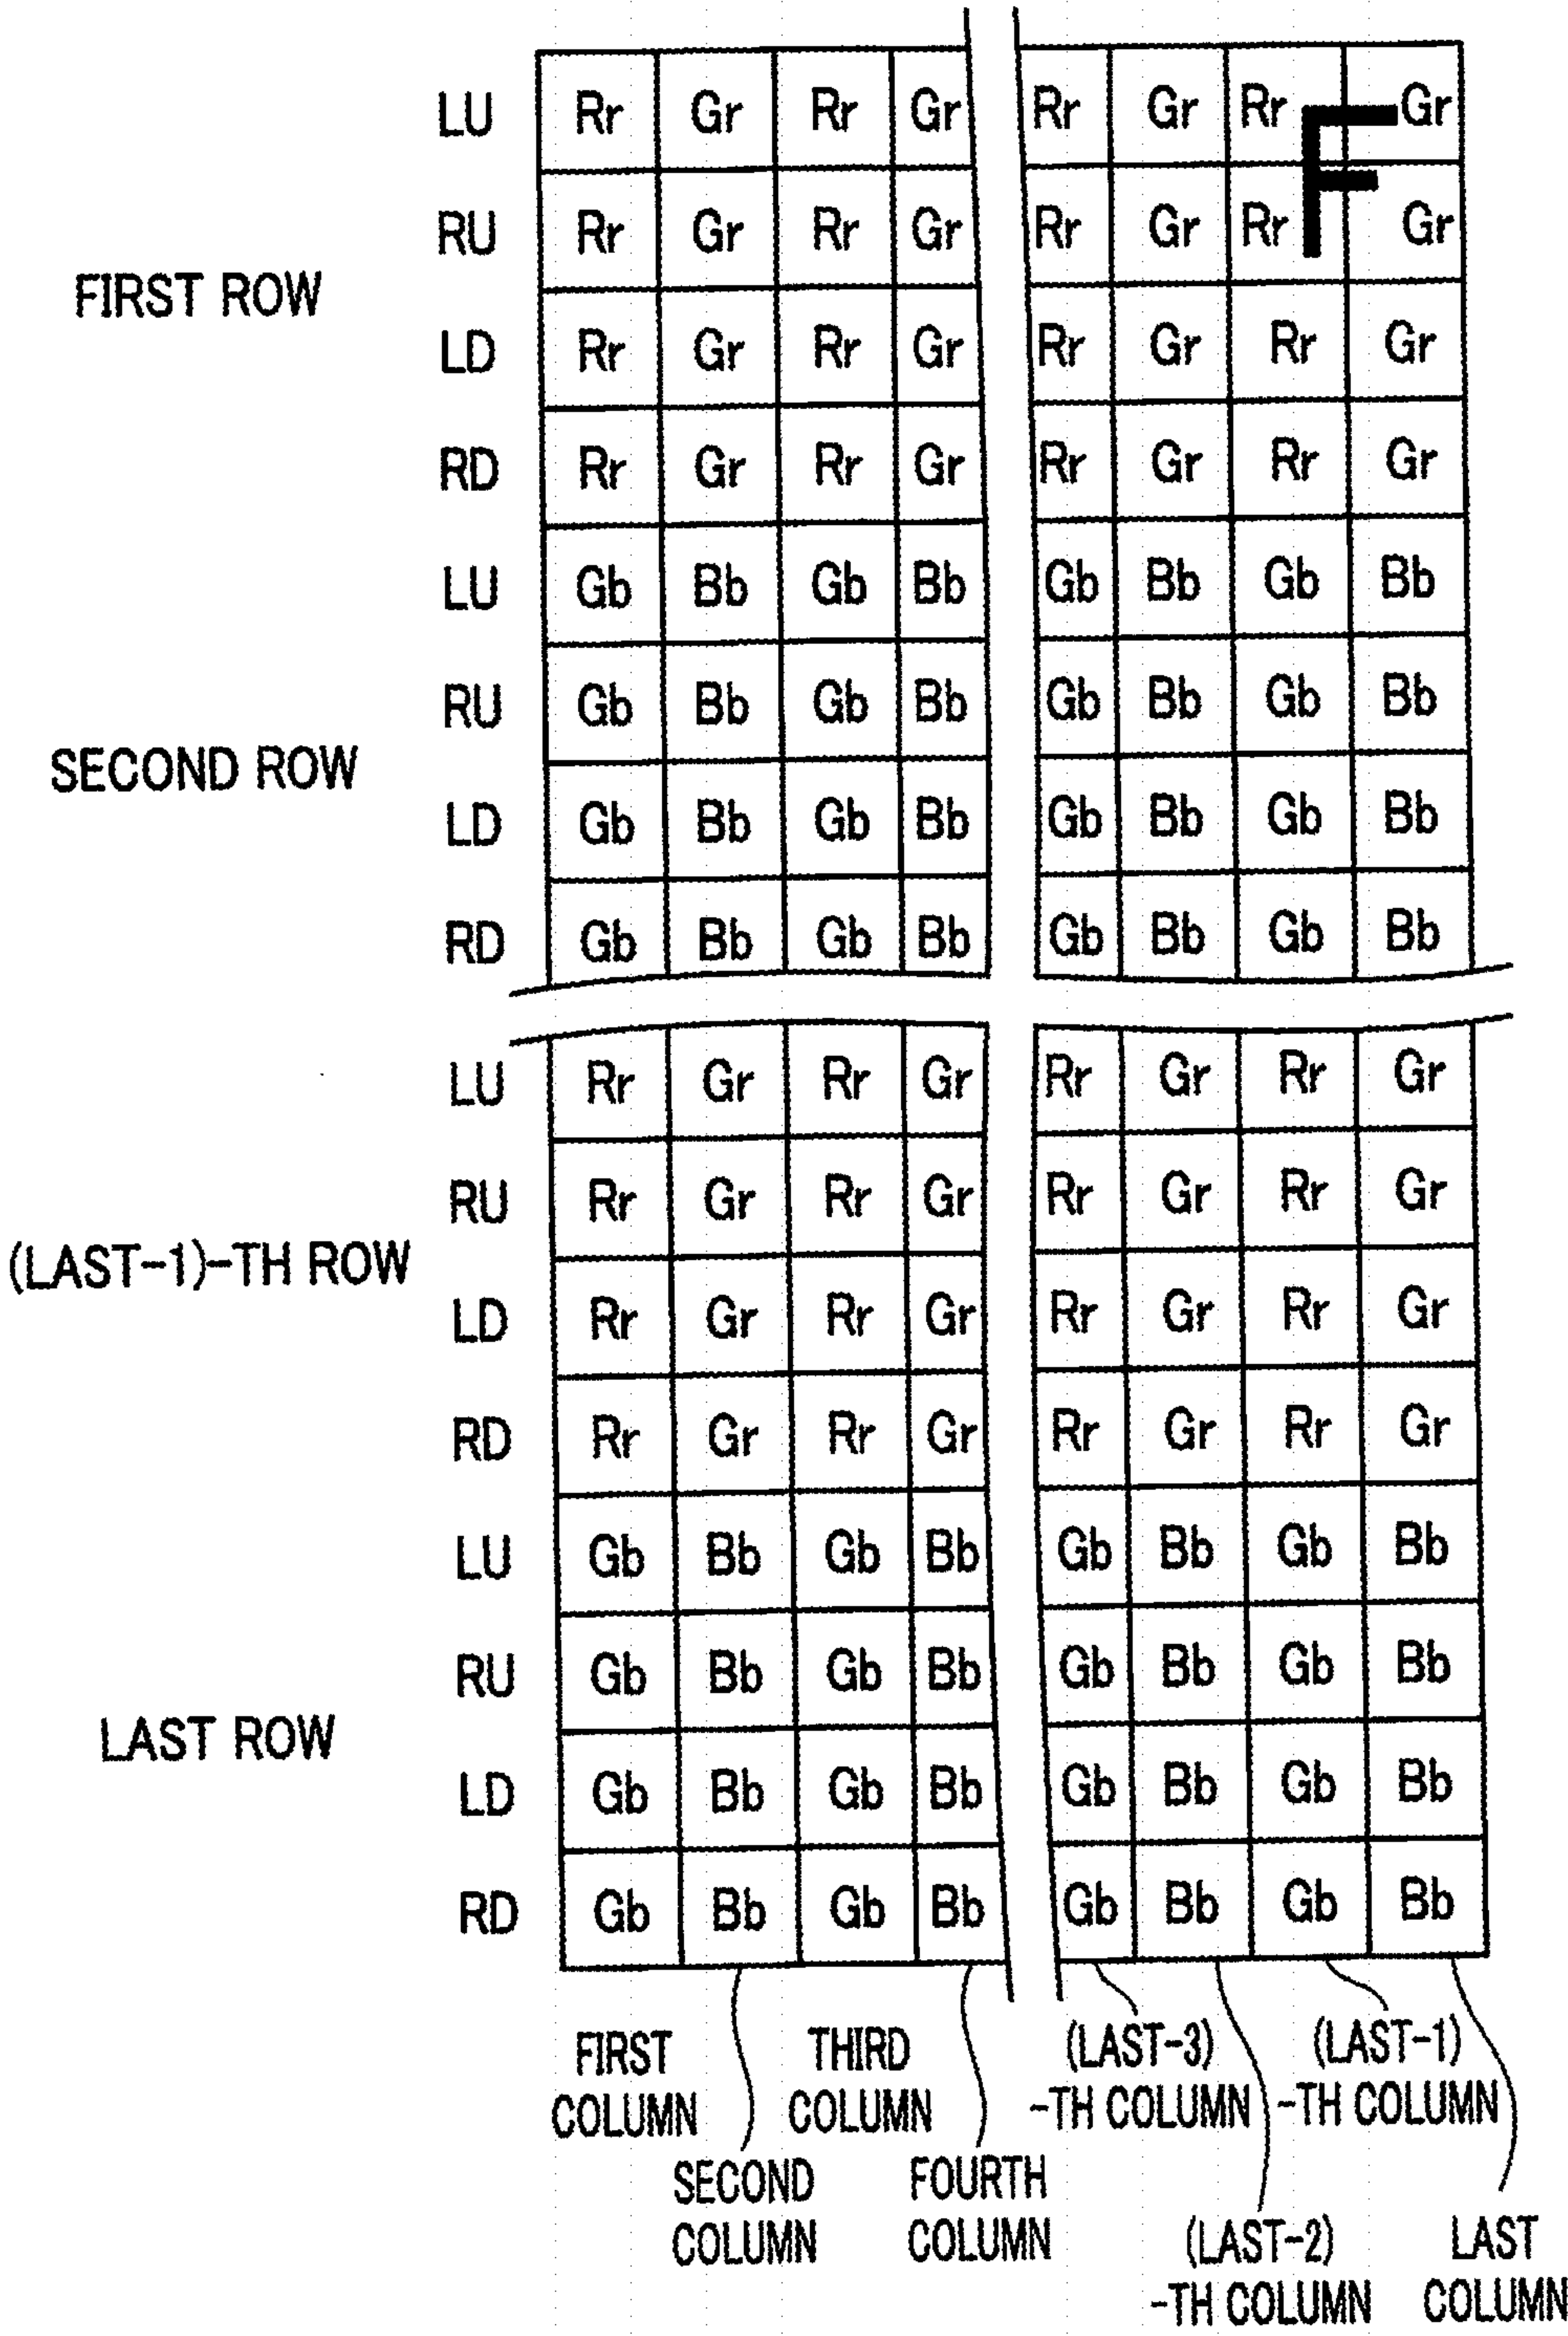 LU Rr Gr Rr Gr Rr Gr Rr Gr
RU Rr Gr Rr Gr Rr Gr Rr Gr
FIRST ROW
LD Rr Gr Rr Gr Rr Gr Rr Gr
RD Rr Gr Rr Gr Rr Gr Rr Gr
LU Gb Bb Gb Bb Gb Bb Gb Bb
RU Gb Bb Gb Bb Gb Bb Gb Bb
SECOND ROW
LD Gb Bb Gb Bb Gb Bb Gb Bb
RD Gb Bb Gb Bb Gb Bb Gb Bb
LU Rr Gr Rr Gr Rr Gr Rr Gr
RU Rr Gr Rr Gr Rr Gr Rr Gr
(LAST-1)-TH ROW
LD Rr Gr Rr Gr Rr Gr Rr Gr
RD Rr Gr Rr Gr Rr Gr Rr Gr
LU Gb Bb Gb Bb Gb Bb Gb Bb
RU Gb Bb Gb Bb Gb Bb Gb Bb
LAST ROW
LD Gb Bb Gb Bb Gb Bb Gb Bb
RD Gb Bb Gb Bb Gb Bb Gb Bb
F
FIRST
COLUMN
SECOND
COLUMN
THIRD
COLUMN
FOURTH
COLUMN
(LAST-3)
-TH COLUMN
(LAST-2)
-TH COLUMN
(LAST-1)
-TH COLUMN
LAST
COLUMN